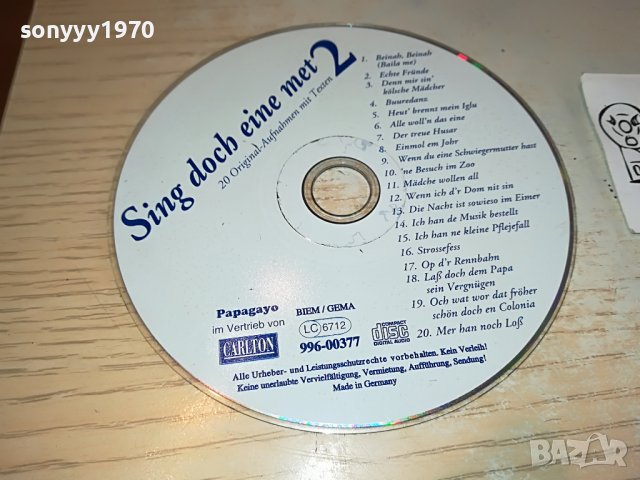 sonyyy1970
Sing doch eine met 2
20 Original-Aufnahmen mit Texten
1. Beinah, Beinah
(Baila me)
2. Echte Fründe
3. Denn mir sin'
kölsche Mädcher
4. Buuredanz
5. Heut' brennt mein Iglu
6. Alle woll'n das eine
7. Der treue Husar
8. Einmol em Johr
9. Wenn du eine Schwiegermutter hast
10. 'ne Besuch im Zoo
11. Mädche wollen all
12. Wenn ich d'r Dom nit sin
13. Die Nacht ist sowieso im Eimer
14. Ich han de Musik bestellt
15. Ich han ne kleine Pflejefall
16. Strossefess
17. Op d'r Rennbahn
18. Laß doch dem Papa
sein Vergnügen
19. Och wat wor dat fröher
schön doch en Colonia
20. Mer han noch Loß
Papagayo
im Vertrieb von
CARLTON
BIEM / GEMA
LC 6712
996-00377
COMPACT
disc
DIGITAL AUDIO
Alle Urheber- und Leistungsschutzrechte vorbehalten. Kein Verleih!
Keine unerlaubte Vervielfältigung, Vermietung, Aufführung, Sendung!
Made in Germany
BAZAR